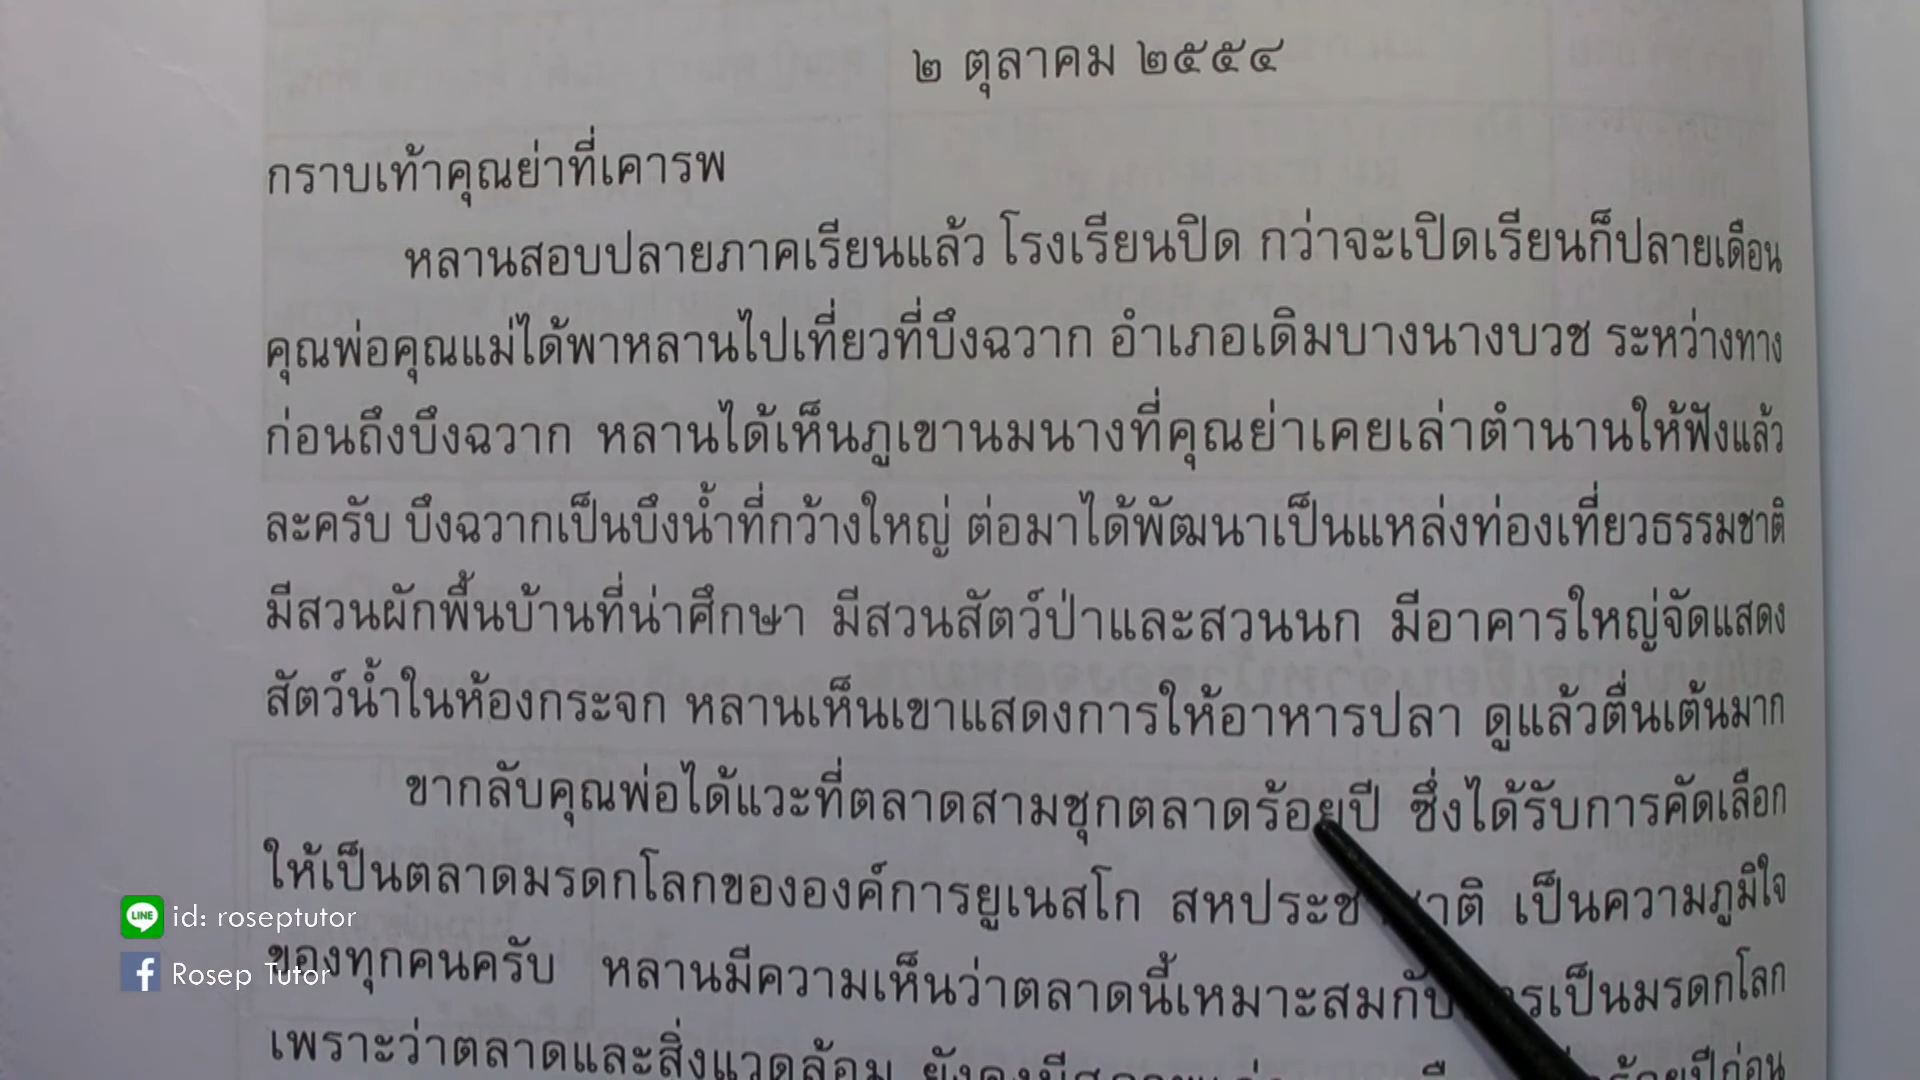 ๒ ตุลาคม ๒๕๕๔
กราบเท้าคุณย่าที่เคารพ
หลานสอบปลายภาคเรียนแล้ว โรงเรียนปิด กว่าจะเปิดเรียนก็ปลายเดือน
คุณพ่อคุณแม่ได้พาหลานไปเที่ยวที่บึงฉวาก อำเภอเดิมบางนางบวช ระหว่างทาง
ก่อนถึงบึงฉวาก หลานได้เห็นภูเขานมนางที่คุณย่าเคยเล่าตำนานให้ฟังแล้ว
ละครับ บึงฉวากเป็นบึงน้ำที่กว้างใหญ่ ต่อมาได้พัฒนาเป็นแหล่งท่องเที่ยวธรรมชาติ
มีสวนผักพื้นบ้านที่น่าศึกษา มีสวนสัตว์ป่าและสวนนก มีอาคารใหญ่จัดแสดง
สัตว์น้ำในห้องกระจก หลานเห็นเขาแสดงการให้อาหารปลา ดูแล้วตื่นเต้นมาก
ขากลับคุณพ่อได้แวะที่ตลาดสามชุกตลาดร้อยปี ซึ่งได้รับการคัดเลือก
ให้เป็นตลาดมรดกโลกขององค์การยูเนสโก สหประชาชาติ เป็นความภูมิใจ
ของทุกคนครับ หลานมีความเห็นว่าตลาดนี้เหมาะสมกับการเป็นมรดกโลก
เพราะว่าตลาดและสิ่งแวดล้อม ยังคงมี
LINE id: roseptutor
Rosep Tutor